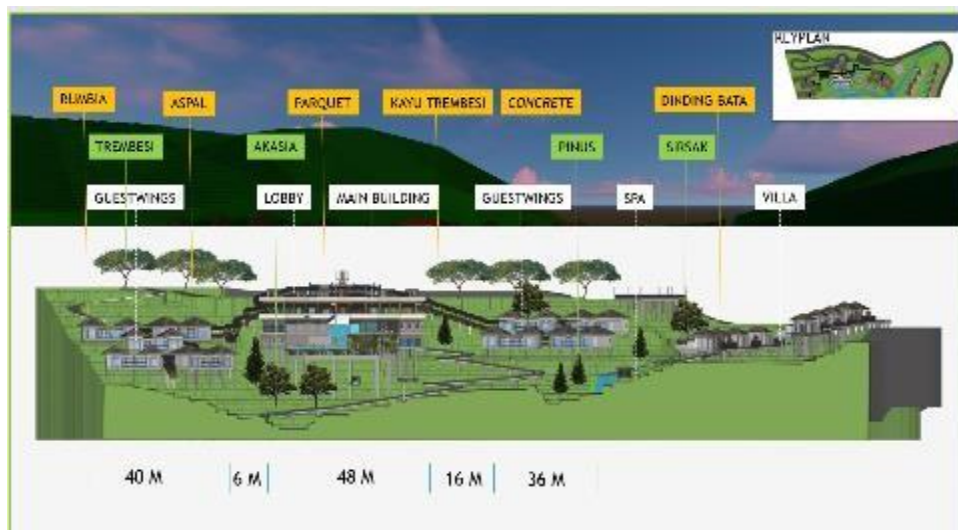 KEYPLAN
RUMBIA
ASPAL
PARQUET
KAYU TREMBESI
CONCRETE
DINDING BATA
TREMBESI
AKASIA
PINUS
SIRSAK
GUESTWINGS
LOBBY
MAIN BUILDING
GUESTWINGS
SPA
VILLA
40 M
6 M
48 M
16 M
36 M